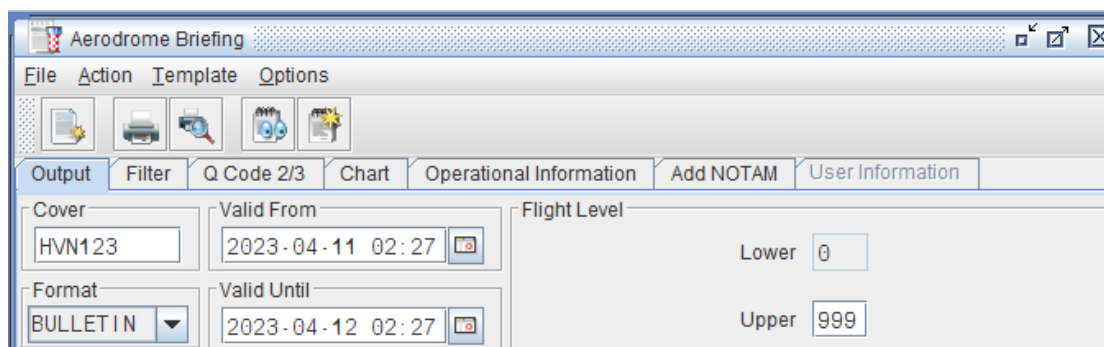 Aerodrome Briefing
File Action Template Options
Output Filter Q Code 2/3 Chart Operational Information Add NOTAM User Information
Cover Valid From Flight Level
HVN123 2023-04-11 02:27 Lower 0
Format Valid Until
BULLETIN 2023-04-12 02:27 Upper 999